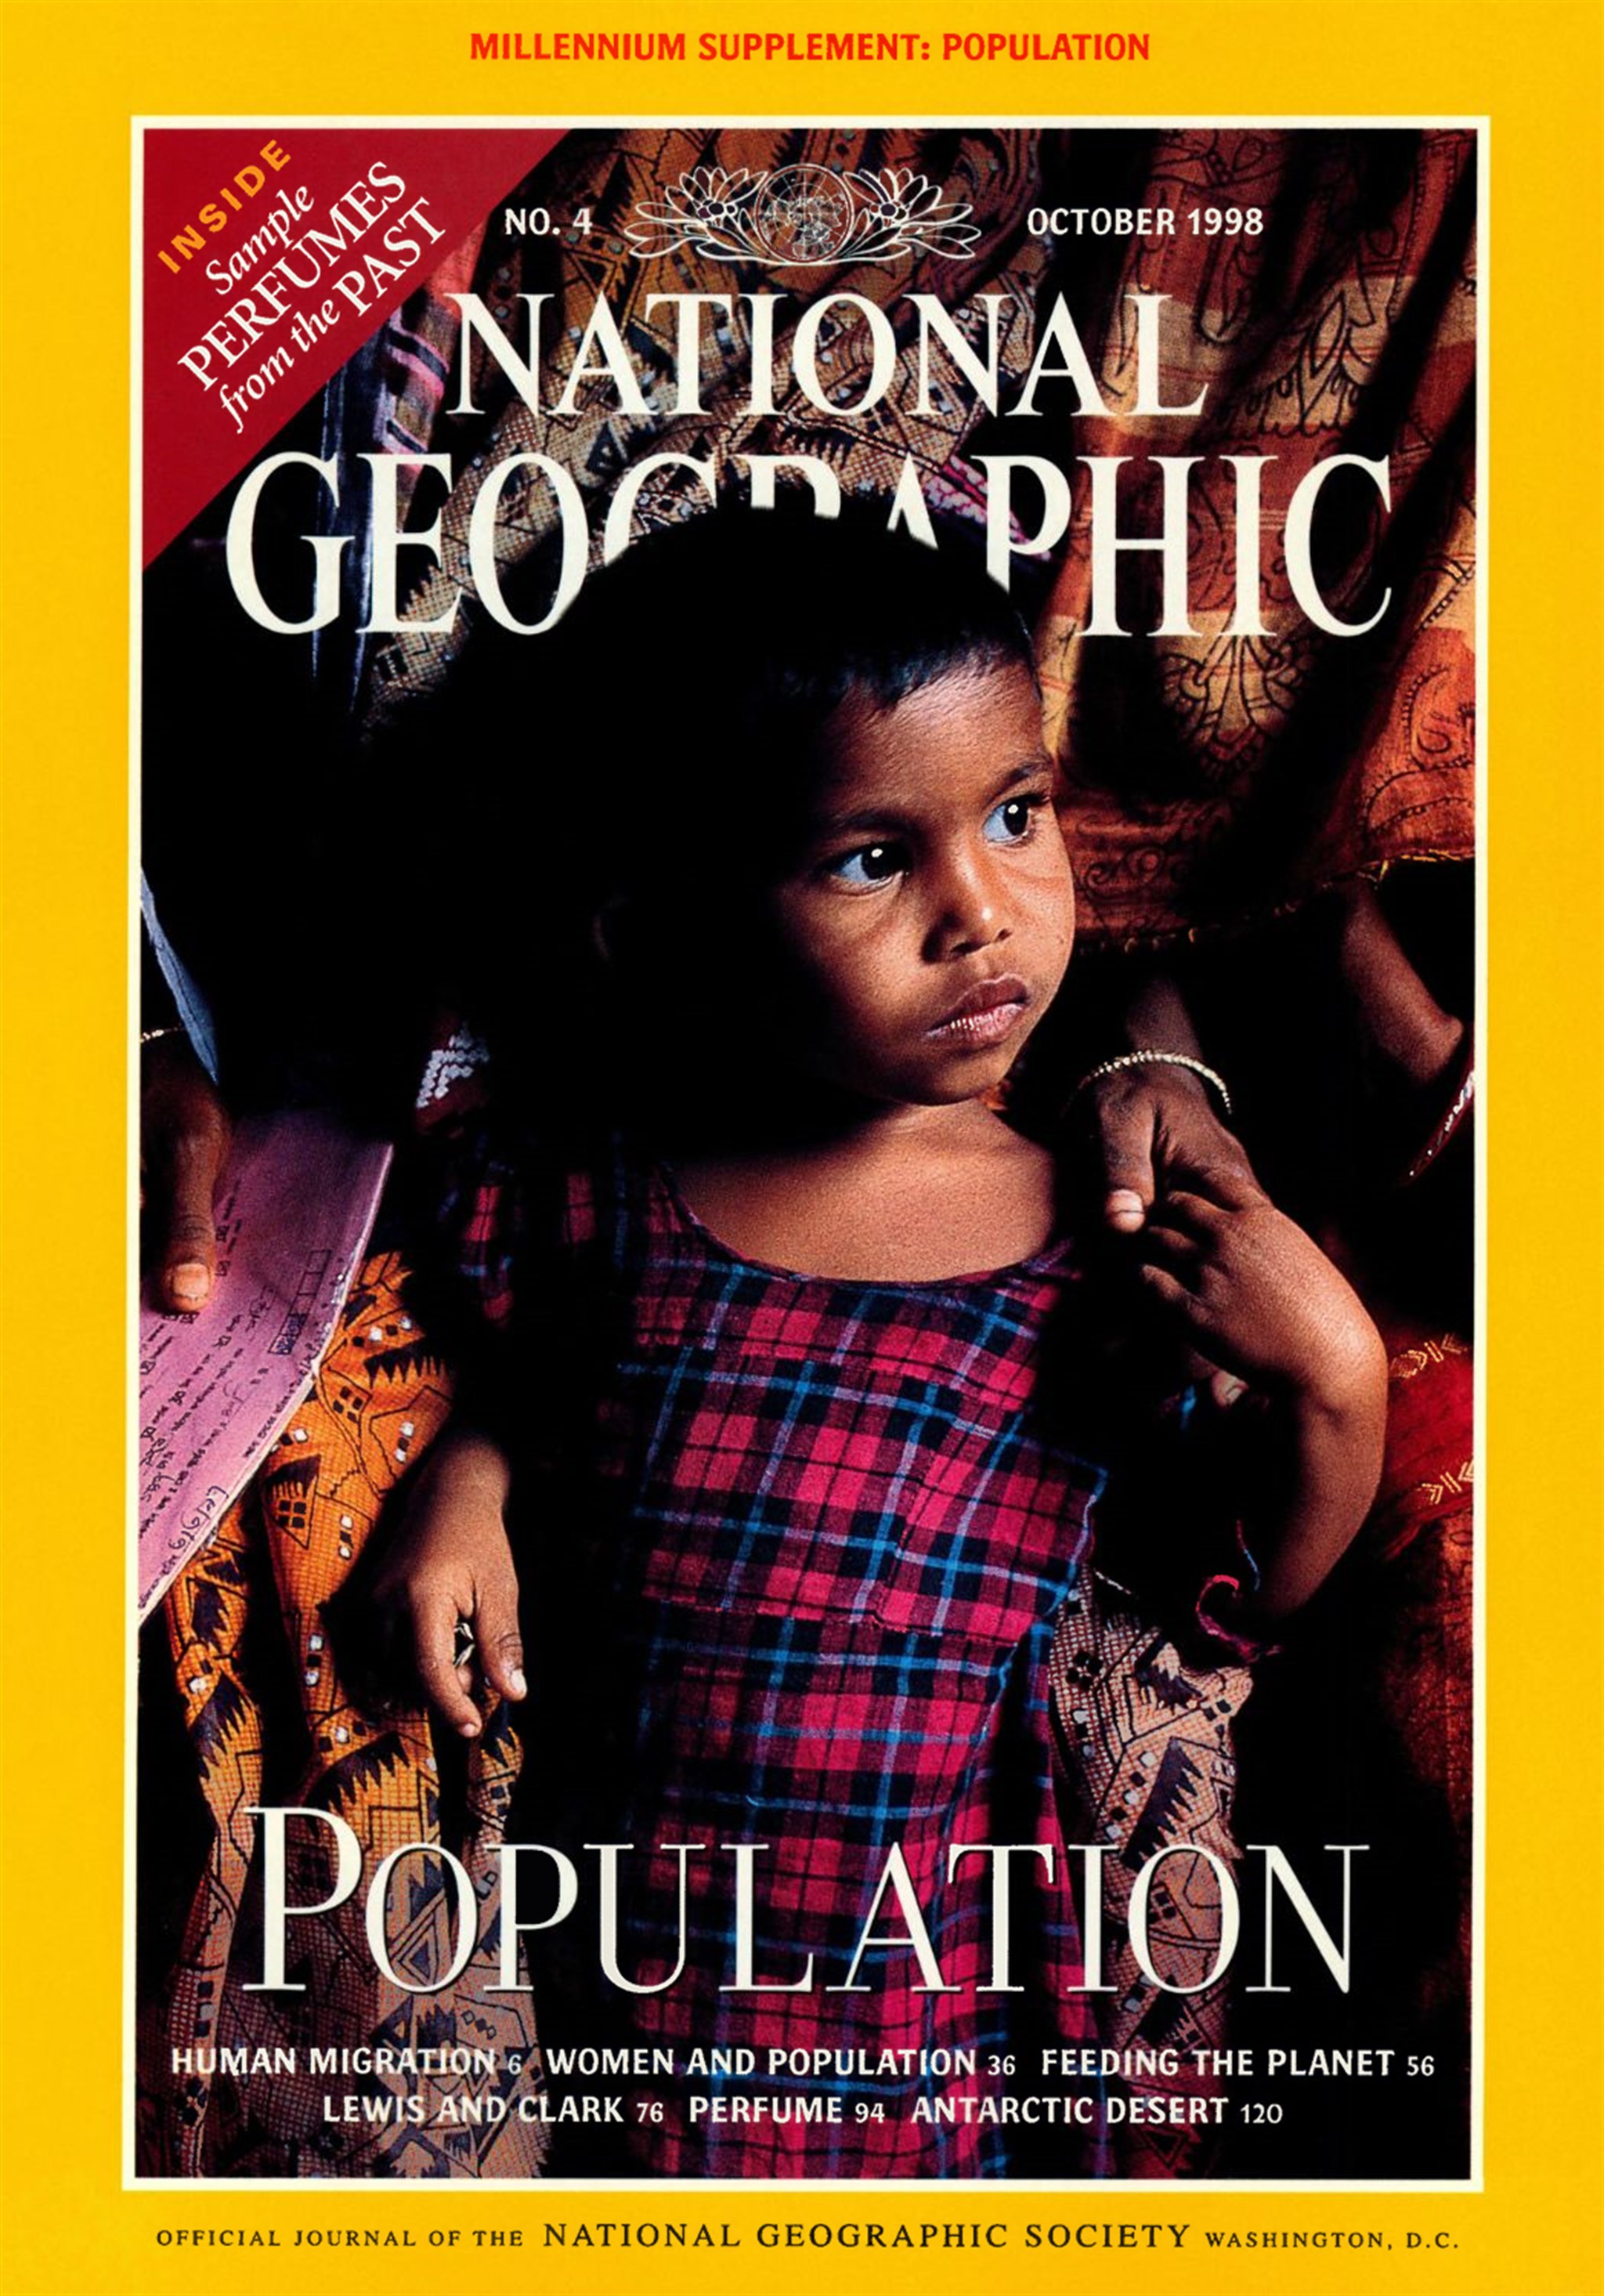 MILLENNIUM SUPPLEMENT: POPULATION
INSIDE
Sample
PERFUMES
from the PAST
NO. 4
OCTOBER 1998
NATIONAL
GEOGRAPHIC
POPULATION
HUMAN MIGRATION 6 WOMEN AND POPULATION 36 FEEDING THE PLANET 56
LEWIS AND CLARK 76 PERFUME 94 ANTARCTIC DESERT 120
OFFICIAL JOURNAL OF THE NATIONAL GEOGRAPHIC SOCIETY WASHINGTON, D.C.